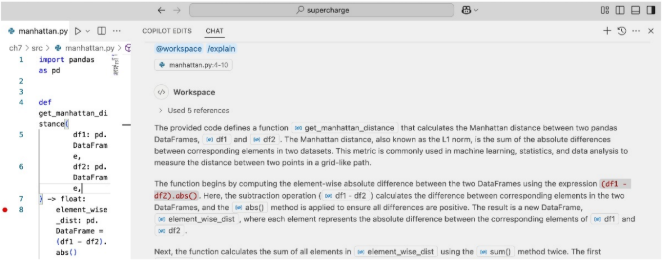 supercharge
manhattan.py
COPILOT EDITS CHAT
ch7 > src > manhattan.py >
@workspace /explain
manhattan.py:4-10
1 import pandas
as pd
2
3
4 def
get_manhattan_di
stance(
5 df1: pd.
DataFram
e,
6 df2: pd.
DataFram
e,
7 ) -> float:
8 element_wise
_dist: pd.
DataFrame =
(df1 - df2).
abs()
Workspace
> Used 5 references
The provided code defines a function get_manhattan_distance that calculates the Manhattan distance between two pandas
DataFrames, df1 and df2 . The Manhattan distance, also known as the L1 norm, is the sum of the absolute differences
between corresponding elements in two datasets. This metric is commonly used in machine learning, statistics, and data analysis to
measure the distance between two points in a grid-like path.
The function begins by computing the element-wise absolute difference between the two DataFrames using the expression (df1 -
df2).abs(). Here, the subtraction operation ( df1 - df2 ) calculates the difference between corresponding elements in the two
DataFrames, and the abs() method is applied to ensure all differences are positive. The result is a new DataFrame,
element_wise_dist , where each element represents the absolute difference between the corresponding elements of df1 and
df2 .
Next, the function calculates the sum of all elements in element_wise_dist using the sum() method twice. The first